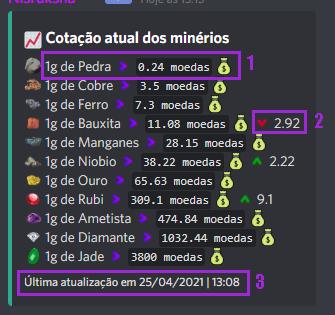 📈 Cotação atual dos minérios
1g de Pedra > 0.24 moedas 💰 1
1g de Cobre > 3.5 moedas 💰
1g de Ferro > 7.3 moedas 💰
1g de Bauxita > 11.08 moedas 💰 2.92 2
1g de Manganes > 28.15 moedas 💰
1g de Niobio > 38.22 moedas 💰 2.22
1g de Ouro > 65.63 moedas 💰
1g de Rubi > 309.1 moedas 💰 9.1
1g de Ametista > 474.84 moedas 💰
1g de Diamante > 1032.44 moedas 💰
1g de Jade > 3800 moedas 💰
Última atualização em 25/04/2021 | 13:08 3